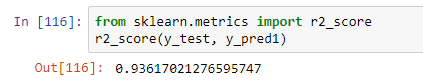 In [116]: from sklearn.metrics import r2_score
r2_score(y_test, y_pred1)
Out[116]: 0.93617021276595747